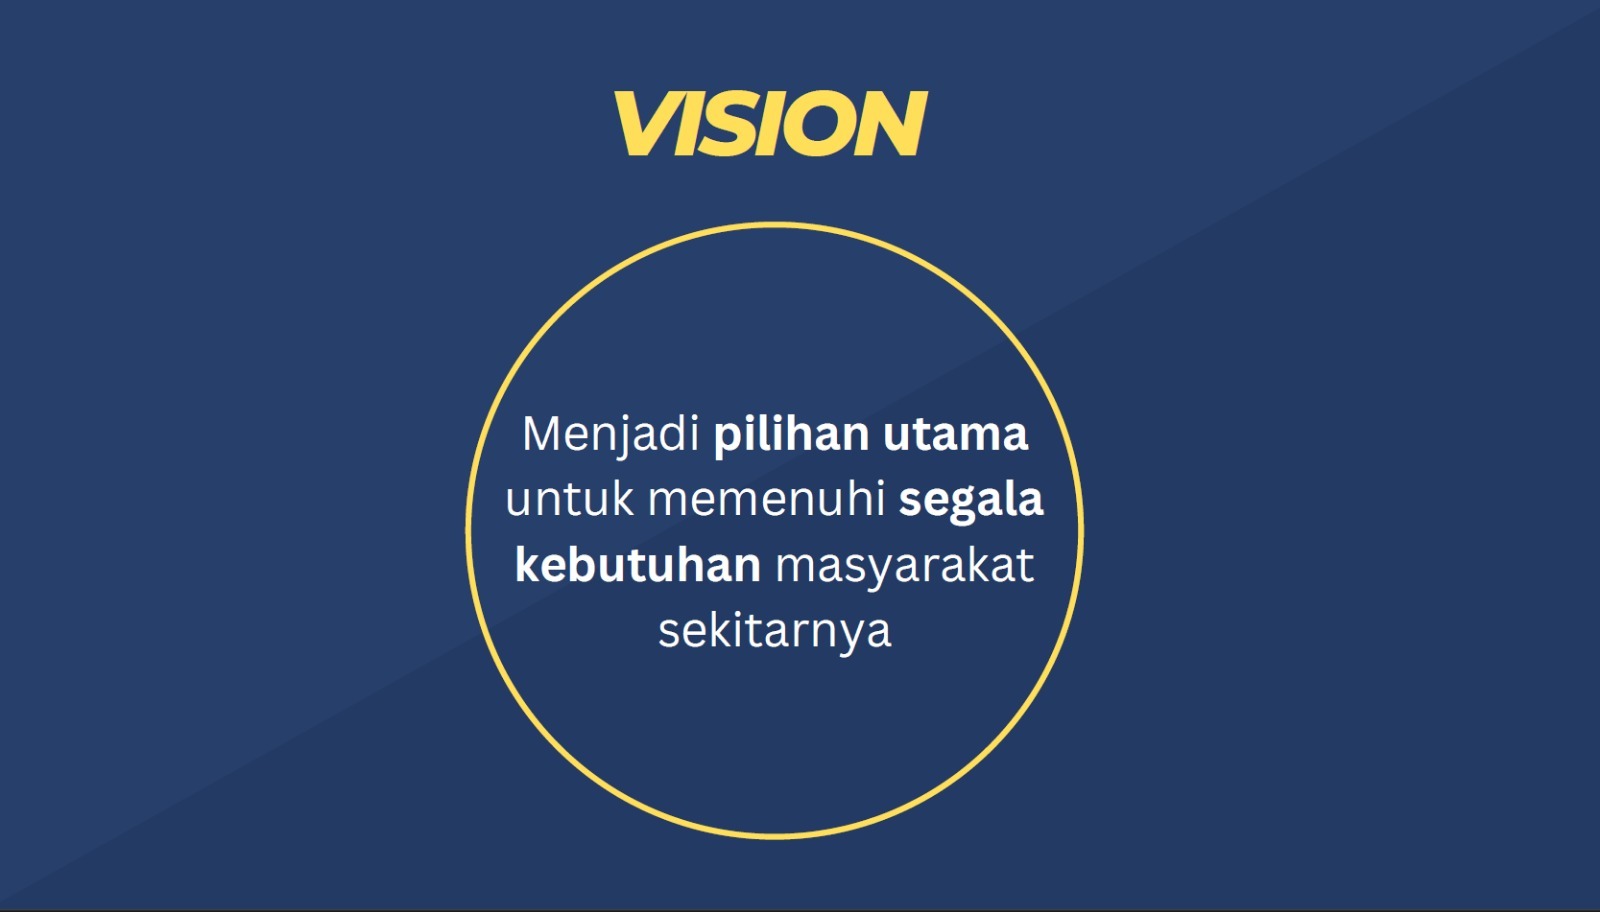 VISION
Menjadi pilihan utama
untuk memenuhi segala
kebutuhan masyarakat
sekitarnya